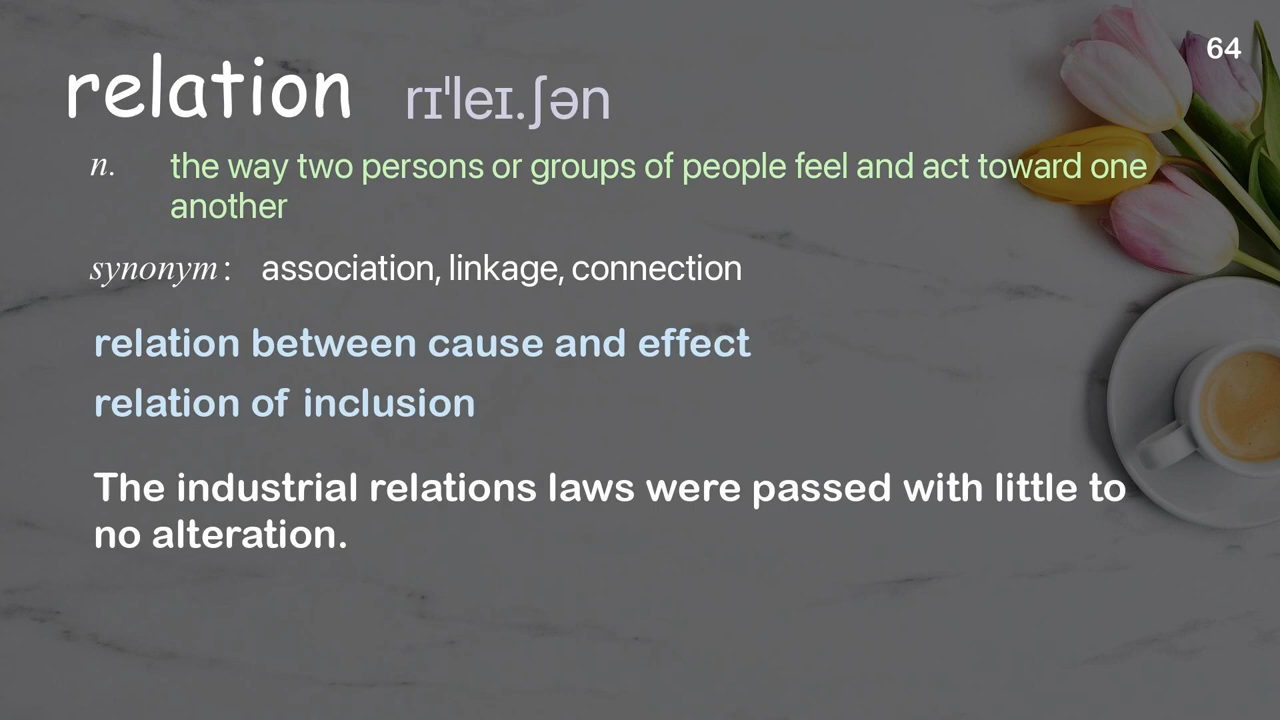 64
relation rɪˈleɪ.ʃən
n. the way two persons or groups of people feel and act toward one
another
synonym: association, linkage, connection
relation between cause and effect
relation of inclusion
The industrial relations laws were passed with little to
no alteration.